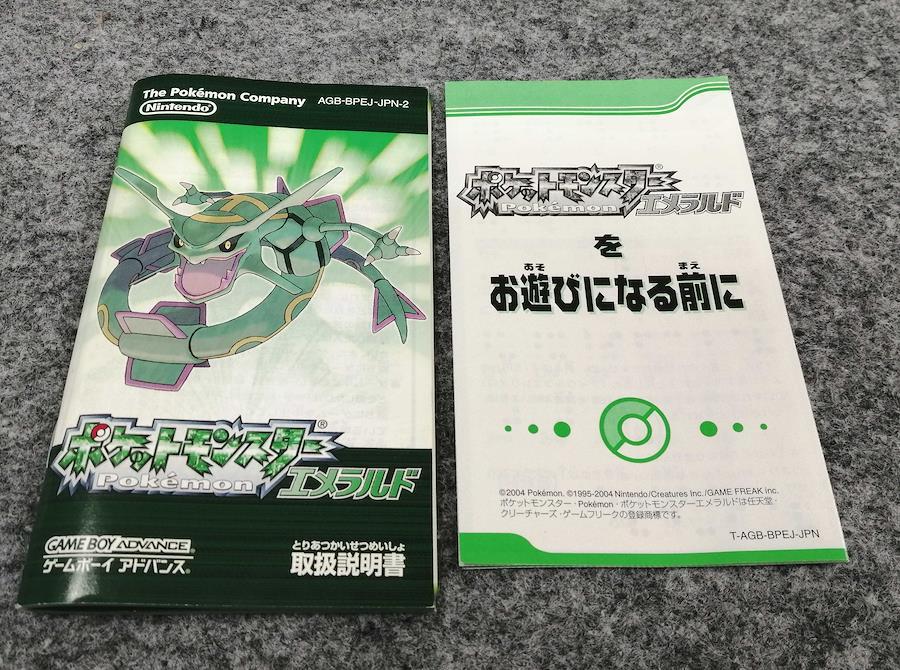 The Pokémon Company AGB-BPEJ-JPN-2
Nintendo®
ポケットモンスター®
Pokémon
エメラルド
GAME BOY ADVANCE™
ゲームボーイ アドバンス®
とりあつかいせつめいしょ
取扱説明書
ポケットモンスター®
Pokémon
エメラルド
を
あそ まえ
お遊びになる前に
©2004 Pokémon. ©1995-2004 Nintendo/Creatures Inc./GAME FREAK inc.
ポケットモンスター・Pokémon・ポケットモンスターエメラルドは任天堂・
クリーチャーズ・ゲームフリークの登録商標です。
T-AGB-BPEJ-JPN